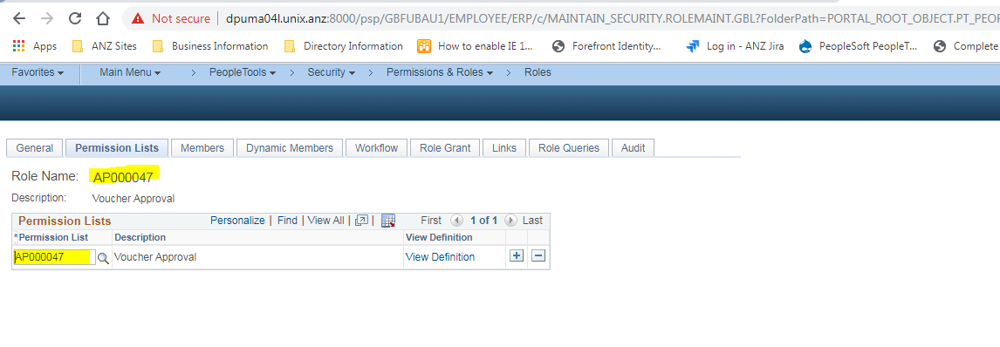 Not secure | dpuma04l.unix.anz:8000/psp/GBFUBAU1/EMPLOYEE/ERP/c/MAINTAIN_SECURITY.ROLEMAINT.GBL?FolderPath=PORTAL_ROOT_OBJECT.PT_PEOP
Apps ANZ Sites Business Information Directory Information How to enable IE 1... Forefront Identity... Log in - ANZ Jira PeopleSoft PeopleT... Complete
Favorites Main Menu > PeopleTools > Security > Permissions & Roles > Roles
General Permission Lists Members Dynamic Members Workflow Role Grant Links Role Queries Audit
Role Name: AP000047
Description: Voucher Approval
Permission Lists Personalize | Find | View All | | First 1 of 1 Last
*Permission List Description View Definition
AP000047 Voucher Approval View Definition